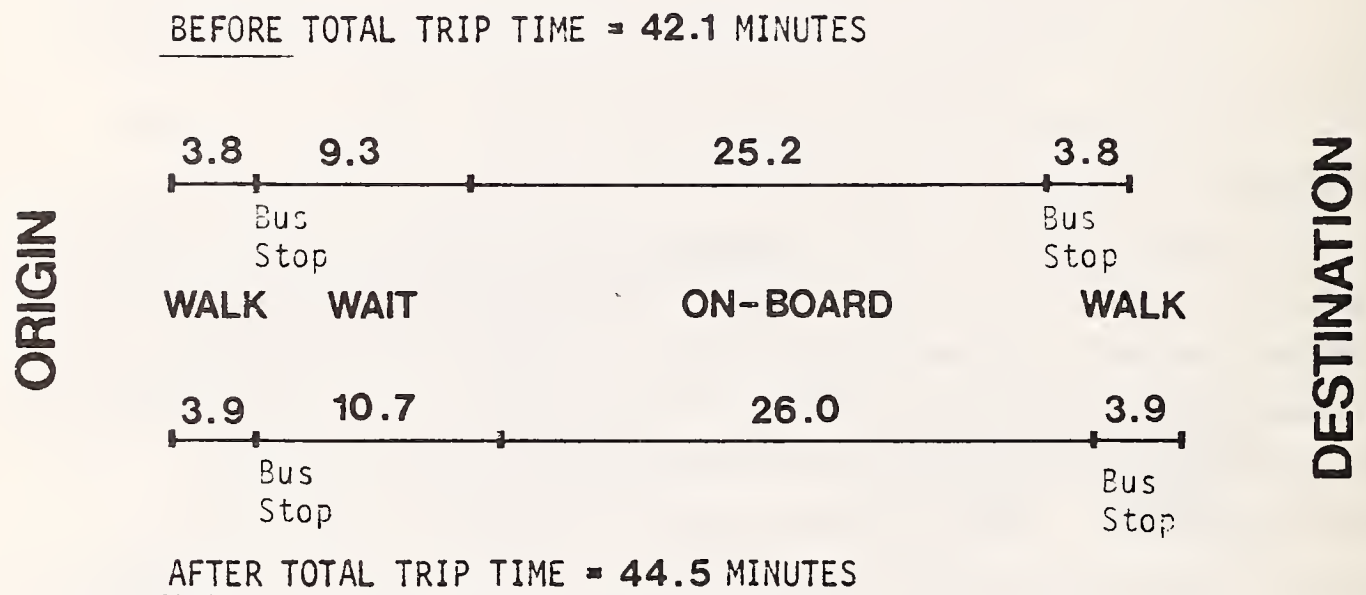 BEFORE TOTAL TRIP TIME = 42.1 MINUTES
3.8 9.3 25.2 3.8
Bus Stop
Bus Stop
ORIGIN
WALK WAIT ON-BOARD WALK
DESTINATION
3.9 10.7 26.0 3.9
Bus Stop
Bus Stop
AFTER TOTAL TRIP TIME = 44.5 MINUTES